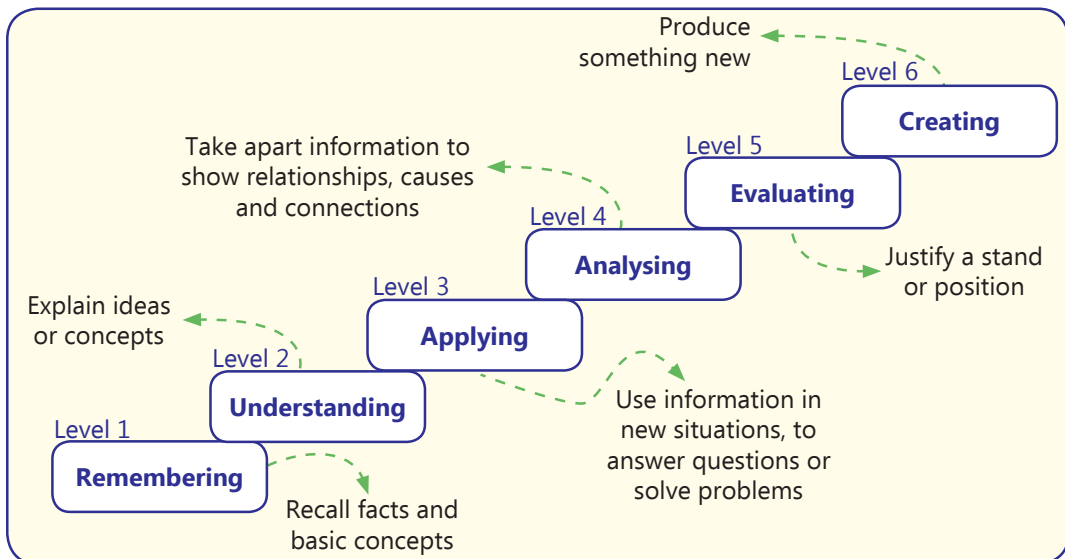 Produce
something new
Level 6
Creating
Level 5
Evaluating
Justify a stand
or position
Take apart information to
show relationships, causes
and connections
Level 4
Analysing
Level 3
Applying
Use information in
new situations, to
answer questions or
solve problems
Explain ideas
or concepts
Level 2
Understanding
Level 1
Remembering
Recall facts and
basic concepts